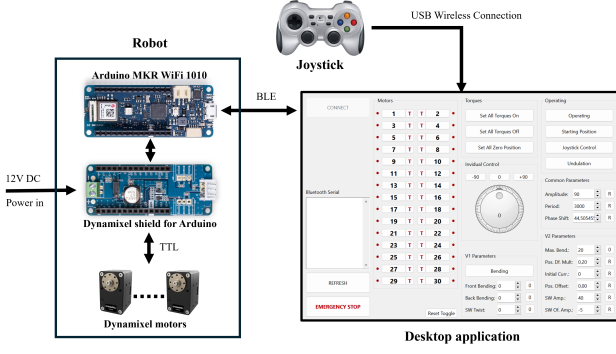 USB Wireless Connection
Robot
Joystick
Arduino MKR WiFi 1010
BLE
12V DC
Power in
Dynamixel shield for Arduino
TTL
Dynamixel motors
CONNECT
Bluetooth Serial
REFRESH
EMERGENCY STOP
Motors
1 T T 2
3 T T 4
5 T T 6
7 T T 8
9 T T 10
11 T T 12
13 T T 14
15 T T 16
17 T T 18
19 T T 20
21 T T 22
23 T T 24
25 T T 26
27 T T 28
29 T T 30
Reset Toggle
Torques
Set All Torques On
Set All Torques Off
Set All Zero Position
Invidual Control
-90 0 +90
0
V1 Parameters
Bending
Front Bending: 0 0
Back Bending: 0 0
SW Twist: 0 0
Operating
Operating
Starting Position
Joystick Control
Undulation
Common Parameters
Amplitude: 90 R
Period: 3000 R
Phase Shift: 44,50545 R
V2 Parameters
Max. Bend.: 20 0
Pos. Df. Mult.: 0.20 R
Initial Curr.: 0 R
Pos. Offset: 0.00 R
SW Amp.: 40 R
SW Df. Amp.: -5 R
Desktop application